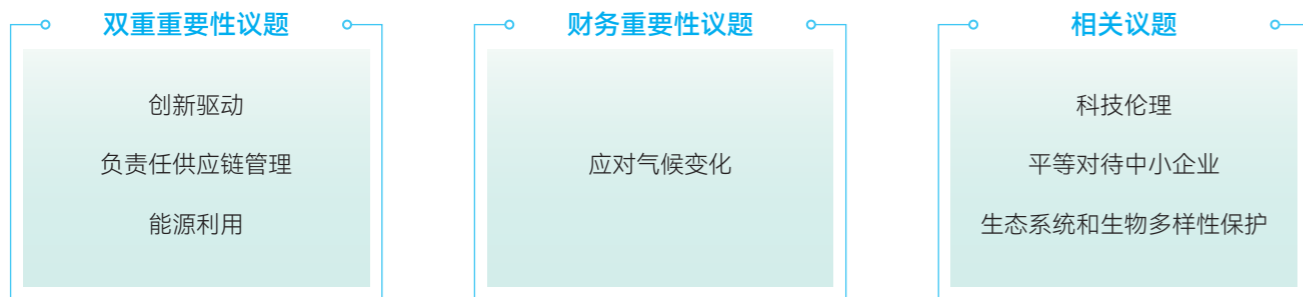 双重重要性议题
创新驱动
负责任供应链管理
能源利用
财务重要性议题
应对气候变化
相关议题
科技伦理
平等对待中小企业
生态系统和生物多样性保护